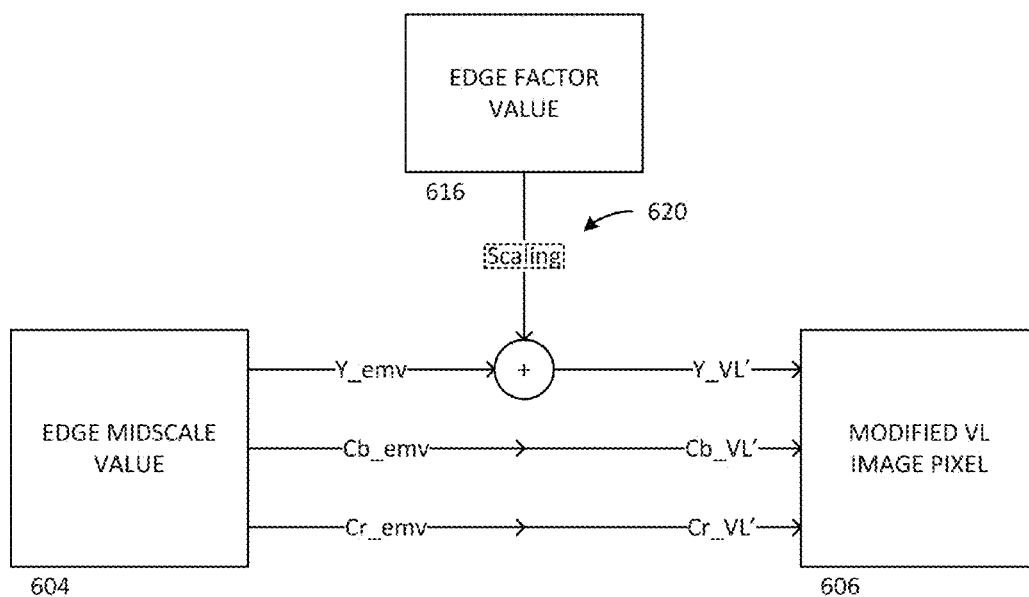 EDGE FACTOR
VALUE
616
620
Scaling
Y_emv
+
Y_VL'
EDGE MIDSCALE
VALUE
Cb_emv
Cb_VL'
MODIFIED VL
IMAGE PIXEL
Cr_emv
Cr_VL'
604
606